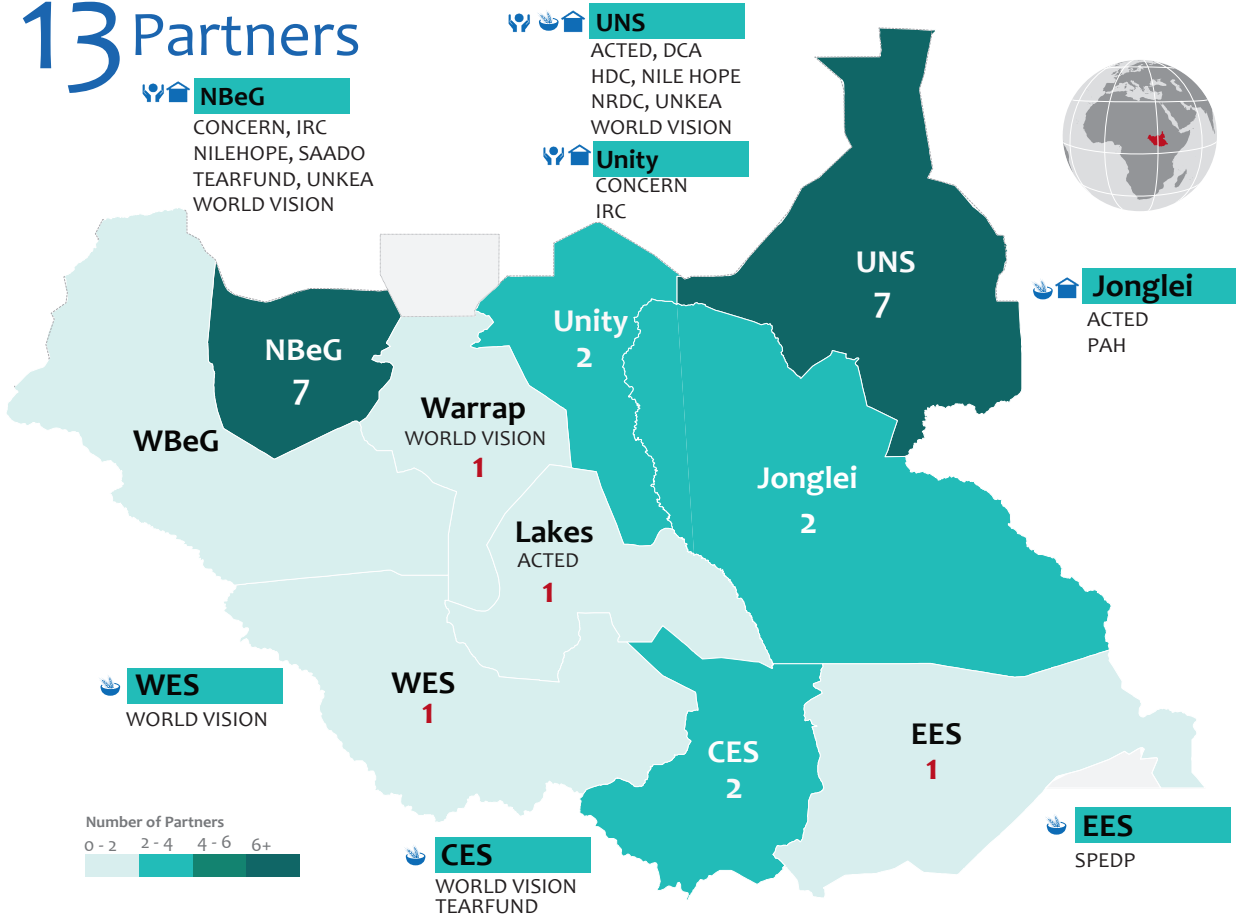 13 Partners
NBeG
CONCERN, IRC
NILEHOPE, SAADO
TEARFUND, UNKEA
WORLD VISION
UNS
ACTED, DCA
HDC, NILE HOPE
NRDC, UNKEA
WORLD VISION
Unity
CONCERN
IRC
Jonglei
ACTED
PAH
UNS
7
Unity
2
NBeG
7
Warrap
WORLD VISION
1
WBeG
Jonglei
2
Lakes
ACTED
1
WES
WORLD VISION
WES
1
CES
2
EES
1
Number of Partners
0 - 2 2 - 4 4 - 6 6+
CES
WORLD VISION
TEARFUND
EES
SPEDP